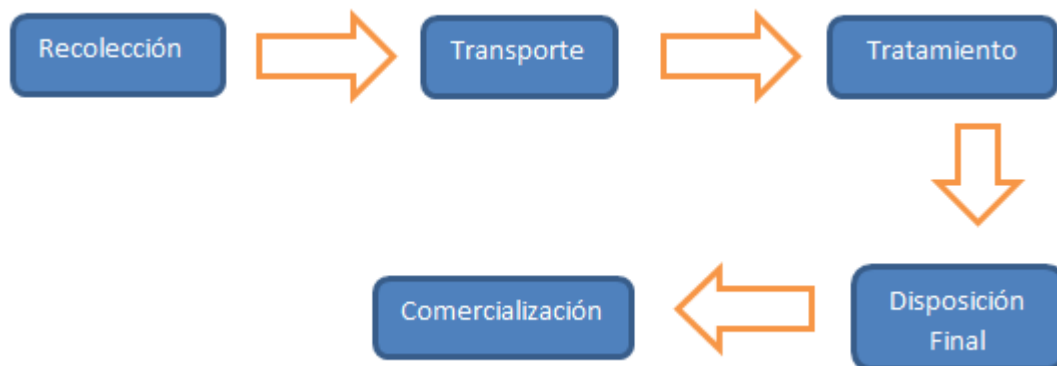 Recolección
Transporte
Tratamiento
Disposición
Final
Comercialización